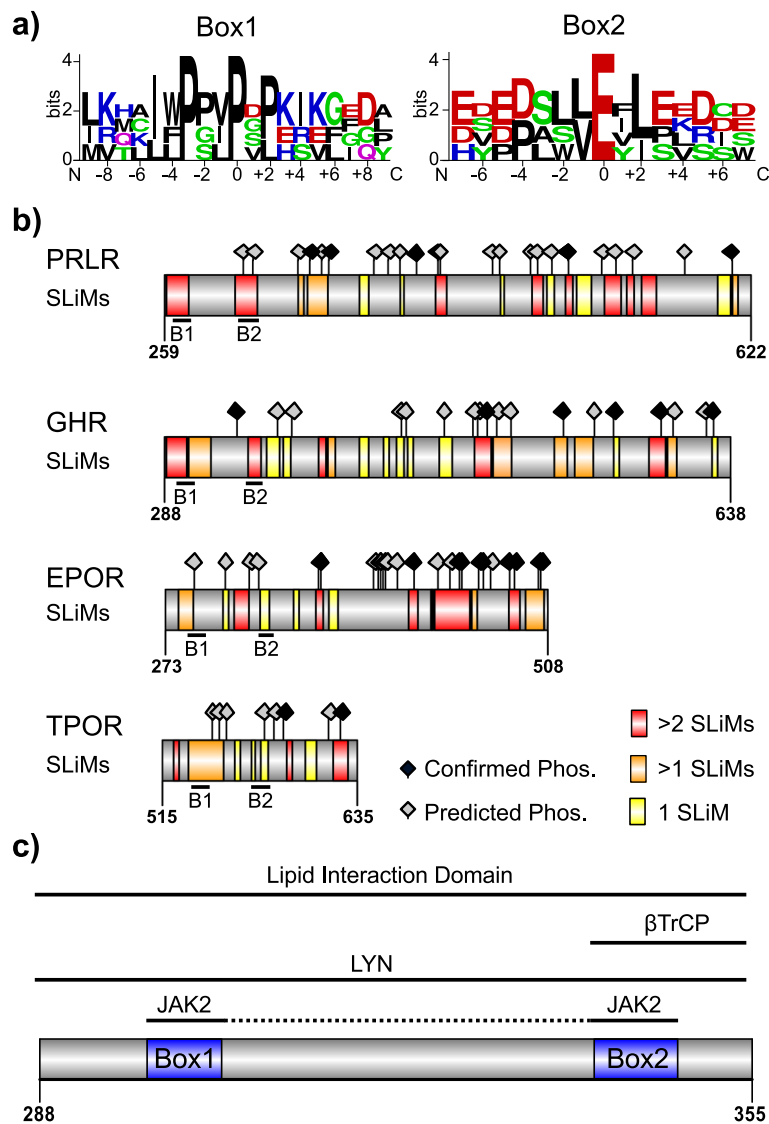 a)
Box1
Box2
bits
4
2
0
N -8 -6 -4 -2 0 +2 +4 +6 +8 C
bits
4
2
0
N -6 -4 -2 0 +2 +4 +6 C
b)
PRLR
SLiMs
B1
B2
259
622
GHR
SLiMs
B1
B2
288
638
EPOR
SLiMs
B1
B2
273
508
TPOR
SLiMs
B1
B2
515
635
Confirmed Phos.
Predicted Phos.
>2 SLiMs
>1 SLiMs
1 SLiM
c)
Lipid Interaction Domain
βTrCP
LYN
JAK2
JAK2
Box1
Box2
288
355